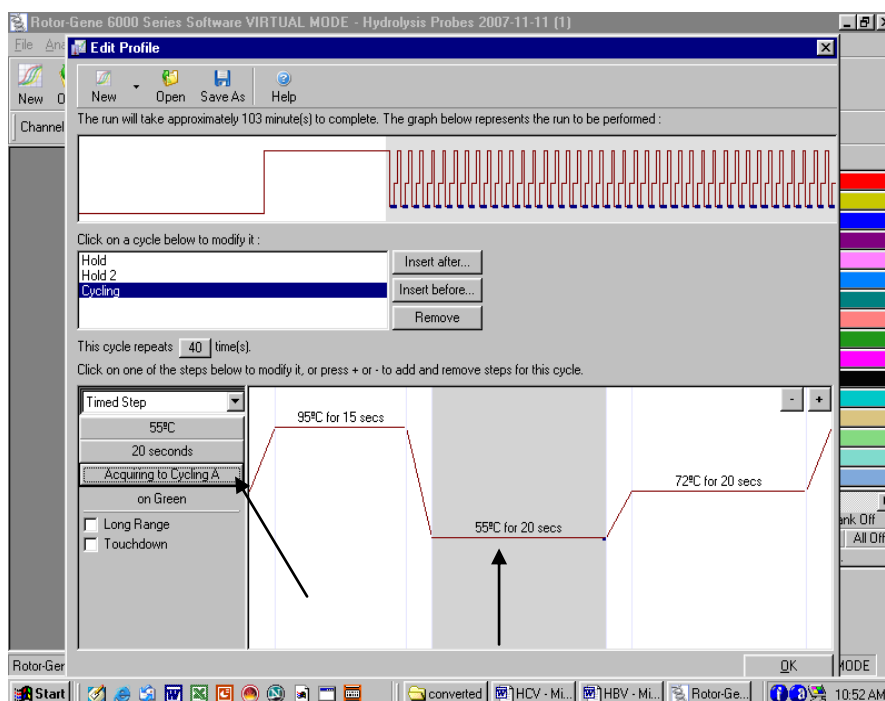 Rotor-Gene 6000 Series Software VIRTUAL MODE - Hydrolysis Probes 2007-11-11 (1)
File Ana
Edit Profile
New O
New Open Save As Help
Channel
The run will take approximately 103 minute(s) to complete. The graph below represents the run to be performed :
Click on a cycle below to modify it :
Hold
Hold 2
Cycling
Insert after...
Insert before...
Remove
This cycle repeats 40 time(s).
Click on one of the steps below to modify it, or press + or - to add and remove steps for this cycle.
Timed Step
- +
55ºC
20 seconds
Acquiring to Cycling A
on Green
Long Range
Touchdown
95ºC for 15 secs
55ºC for 20 secs
72ºC for 20 secs
ank Off
All Off
OK
Rotor-Ger
MODE
Start converted HCV - Mi... HBV - Mi... Rotor-Ge... 10:52 AM